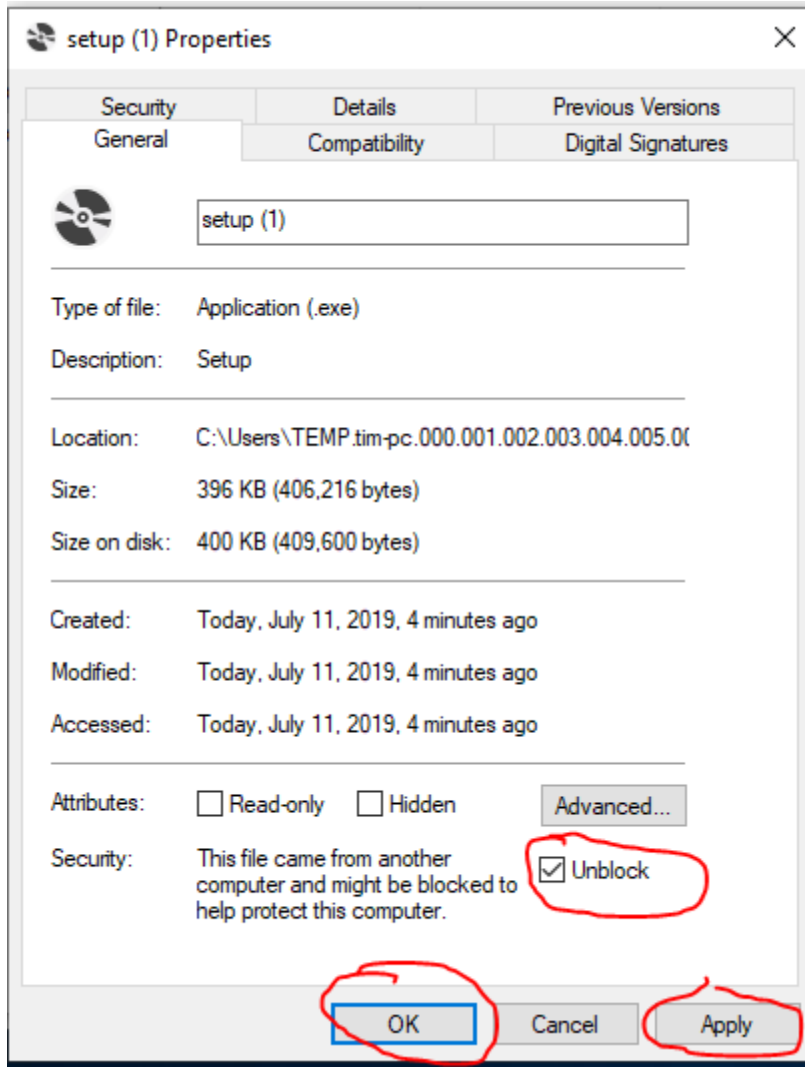 setup (1) Properties
Security Details Previous Versions
General Compatibility Digital Signatures
setup (1)
Type of file: Application (.exe)
Description: Setup
Location: C:\Users\TEMP.tim-pc.000.001.002.003.004.005.00
Size: 396 KB (406,216 bytes)
Size on disk: 400 KB (409,600 bytes)
Created: Today, July 11, 2019, 4 minutes ago
Modified: Today, July 11, 2019, 4 minutes ago
Accessed: Today, July 11, 2019, 4 minutes ago
Attributes: Read-only Hidden Advanced...
Security: This file came from another
computer and might be blocked to
help protect this computer.
Unblock
OK Cancel Apply